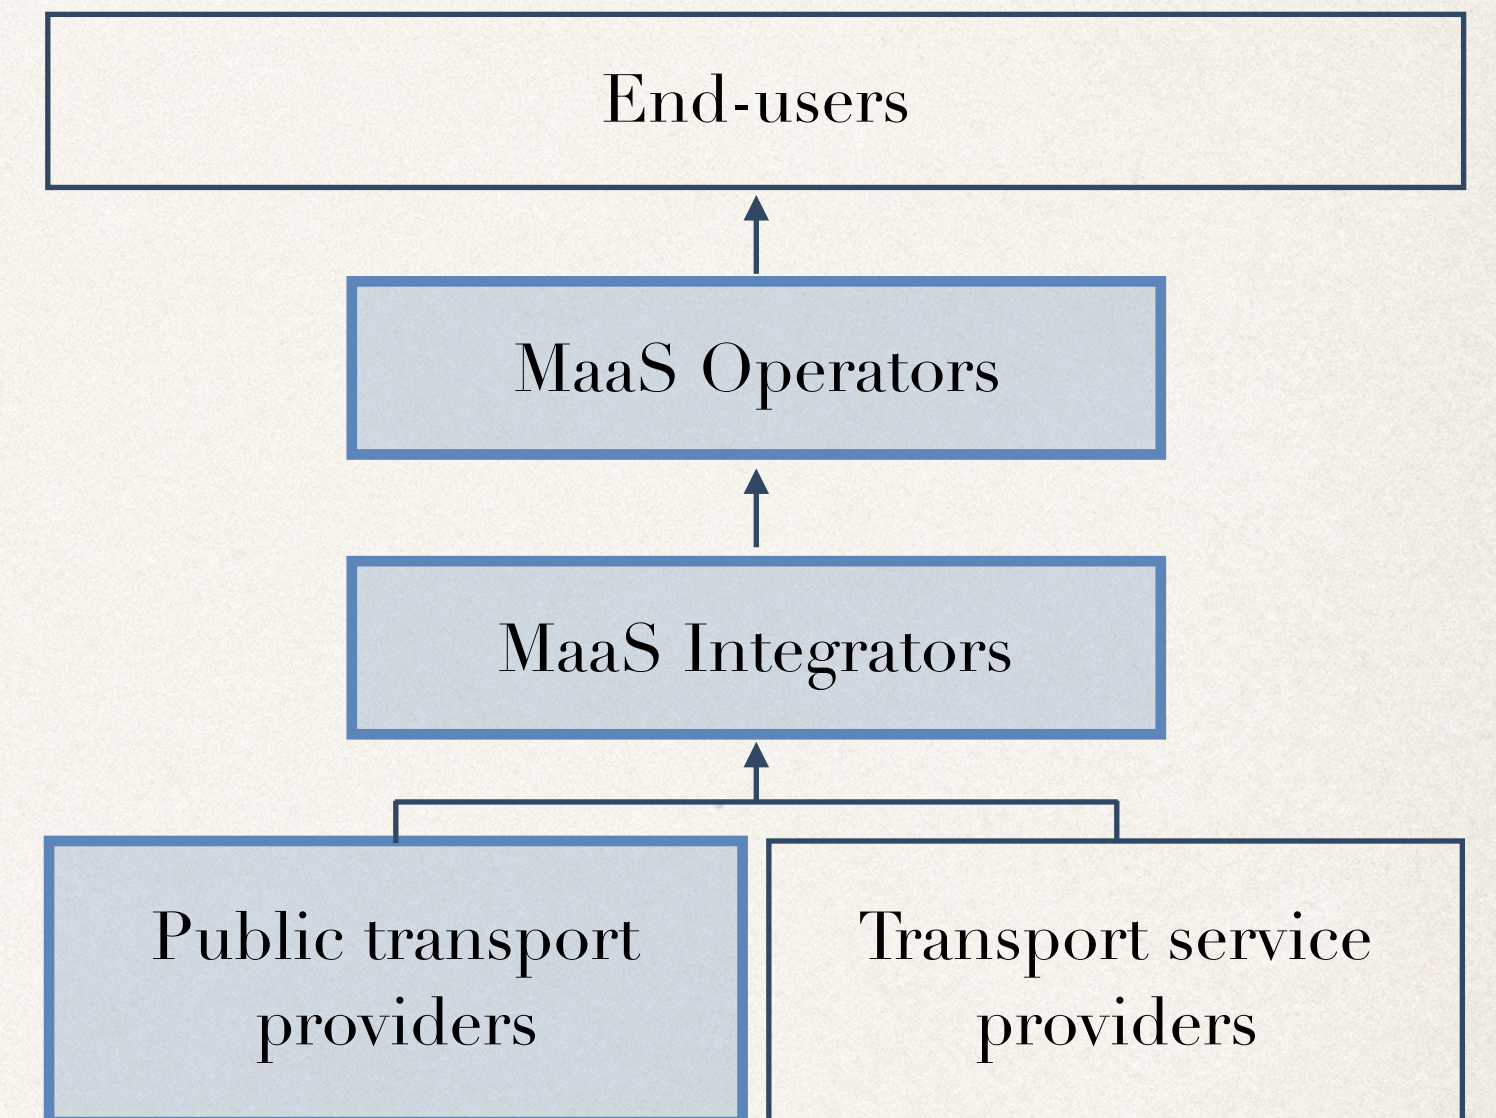 End-users
MaaS Operators
MaaS Integrators
Public transport
providers
Transport service
providers